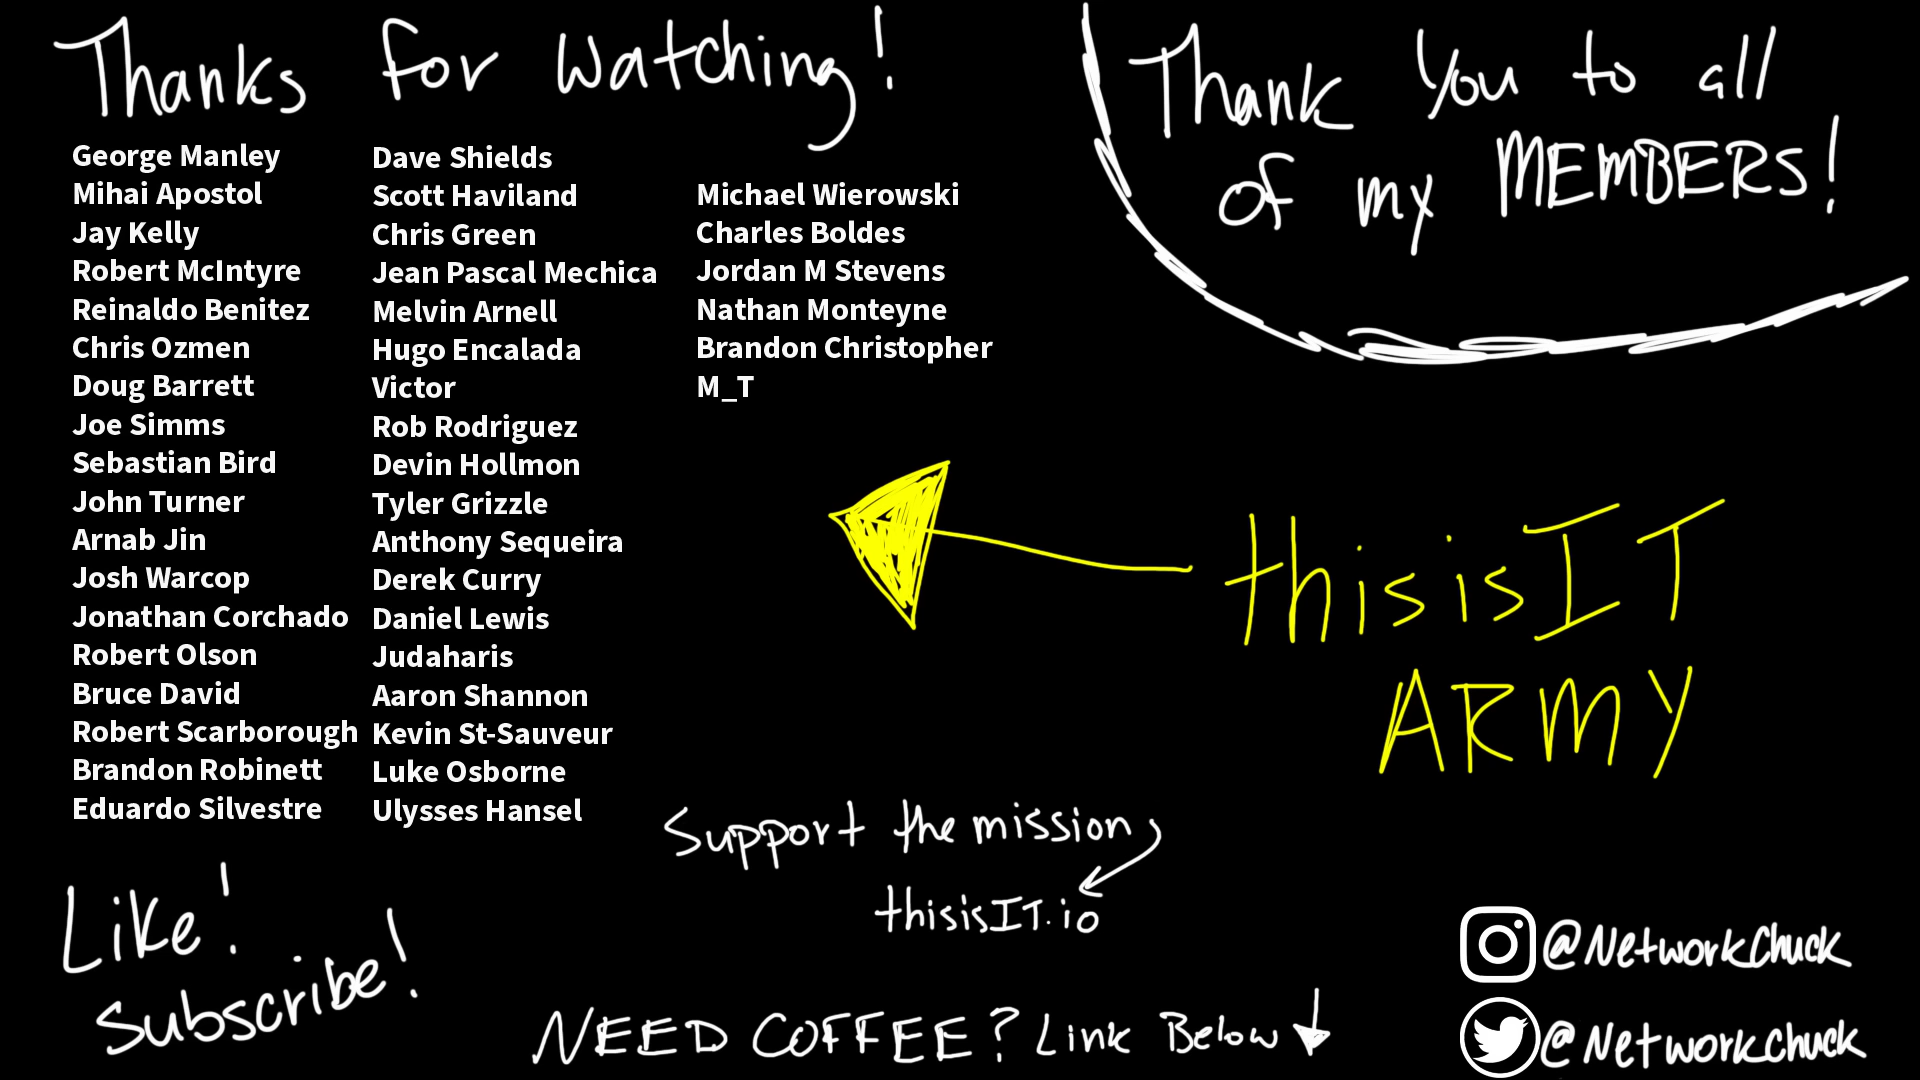 Thanks for watching!
George Manley
Mihai Apostol
Jay Kelly
Robert McIntyre
Reinaldo Benitez
Chris Ozmen
Doug Barrett
Joe Simms
Sebastian Bird
John Turner
Arnab Jin
Josh Warcop
Jonathan Corchado
Robert Olson
Bruce David
Robert Scarborough
Brandon Robinett
Eduardo Silvestre
Dave Shields
Scott Haviland
Chris Green
Jean Pascal Mechica
Melvin Arnell
Hugo Encalada
Victor
Rob Rodriguez
Devin Hollmon
Tyler Grizzle
Anthony Sequeira
Derek Curry
Daniel Lewis
Judaharis
Aaron Shannon
Kevin St-Sauveur
Luke Osborne
Ulysses Hansel
Michael Wierowski
Charles Boldes
Jordan M Stevens
Nathan Monteyne
Brandon Christopher
M_T
Thank You to all
of my MEMBERS!
thisisIT
ARMY
Support the mission
thisisIT.io
Like!
Subscribe!
NEED COFFEE? Link Below
@NetworkChuck
@Networkchuck